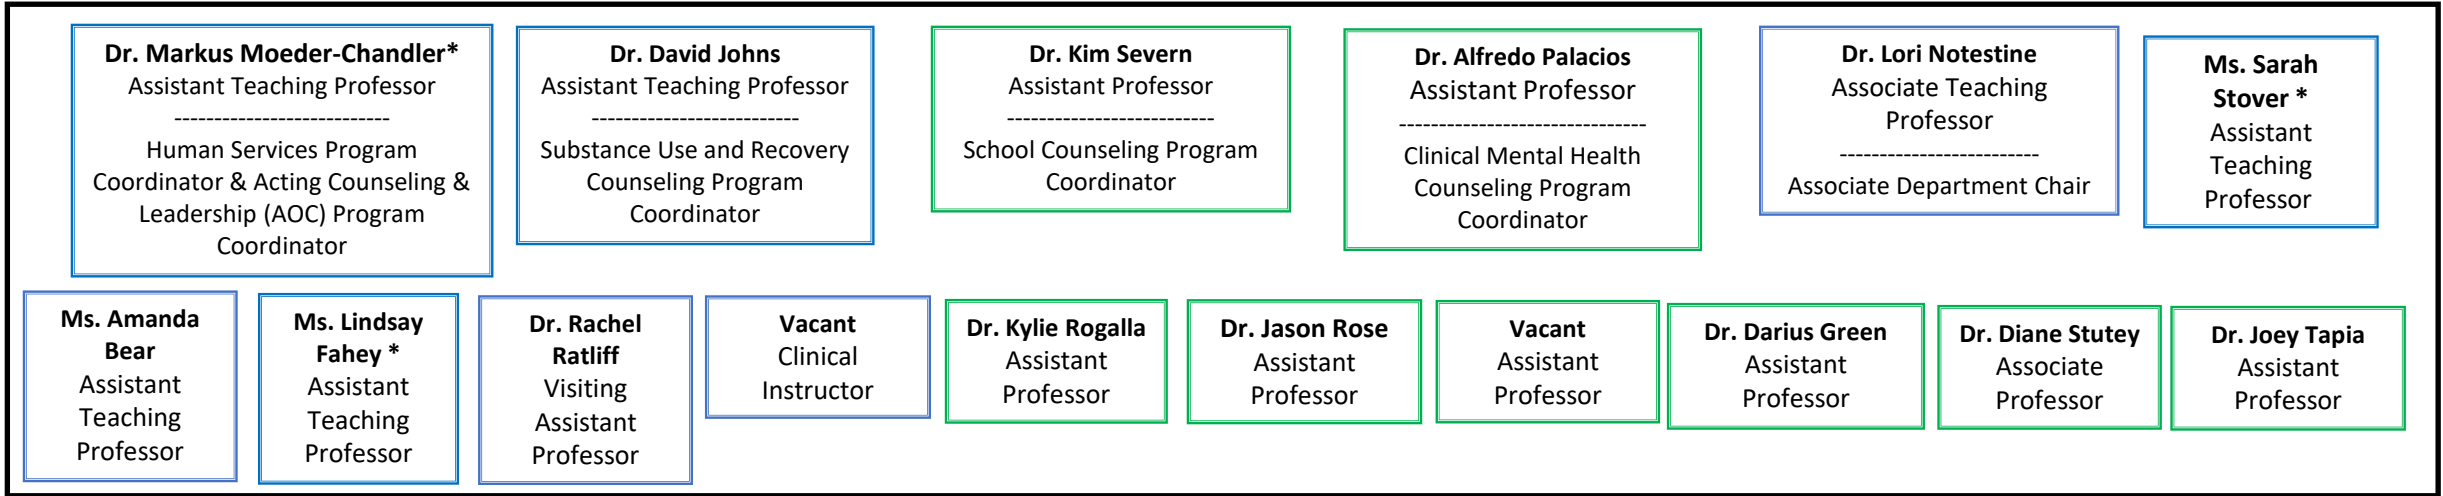 Dr. Markus Moeder-Chandler*
Assistant Teaching Professor
---------------------------
Human Services Program
Coordinator & Acting Counseling &
Leadership (AOC) Program
Coordinator
Dr. David Johns
Assistant Teaching Professor
--------------------------
Substance Use and Recovery
Counseling Program
Coordinator
Dr. Kim Severn
Assistant Professor
--------------------------
School Counseling Program
Coordinator
Dr. Alfredo Palacios
Assistant Professor
-------------------------------
Clinical Mental Health
Counseling Program
Coordinator
Dr. Lori Notestine
Associate Teaching
Professor
-------------------------
Associate Department Chair
Ms. Sarah
Stover *
Assistant
Teaching
Professor
Ms. Amanda
Bear
Assistant
Teaching
Professor
Ms. Lindsay
Fahey *
Assistant
Teaching
Professor
Dr. Rachel
Ratliff
Visiting
Assistant
Professor
Vacant
Clinical
Instructor
Dr. Kylie Rogalla
Assistant
Professor
Dr. Jason Rose
Assistant
Professor
Vacant
Assistant
Professor
Dr. Darius Green
Assistant
Professor
Dr. Diane Stutey
Associate
Professor
Dr. Joey Tapia
Assistant
Professor